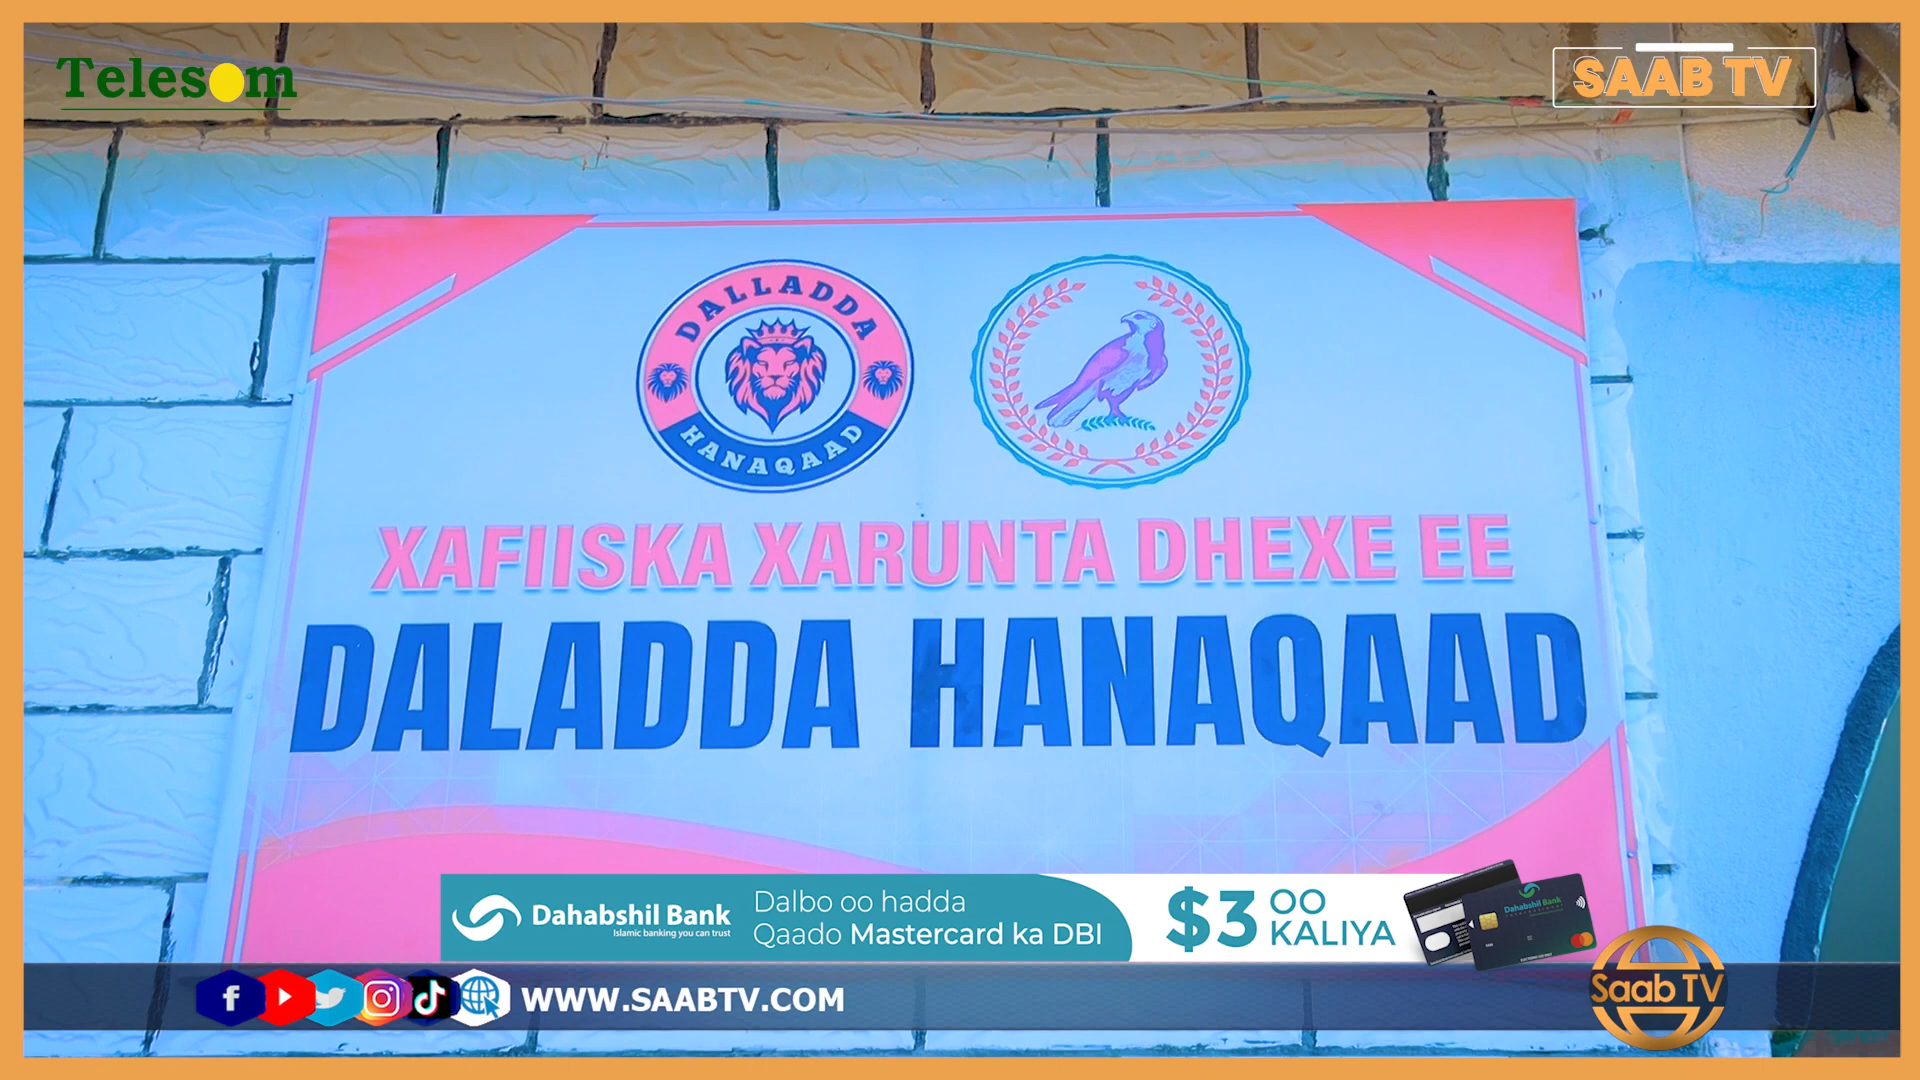 Telesom
SAAB TV
DALLADDA
HANAQAAD
XAFIISKA XARUNTA DHEXE EE
DALADDA HANAQAAD
Dahabshil Bank
Islamic banking you can trust
Dalbo oo hadda
Qaado Mastercard ka DBI
$3 OO
KALIYA
Dahabshil Bank
WWW.SAABTV.COM
Saab TV